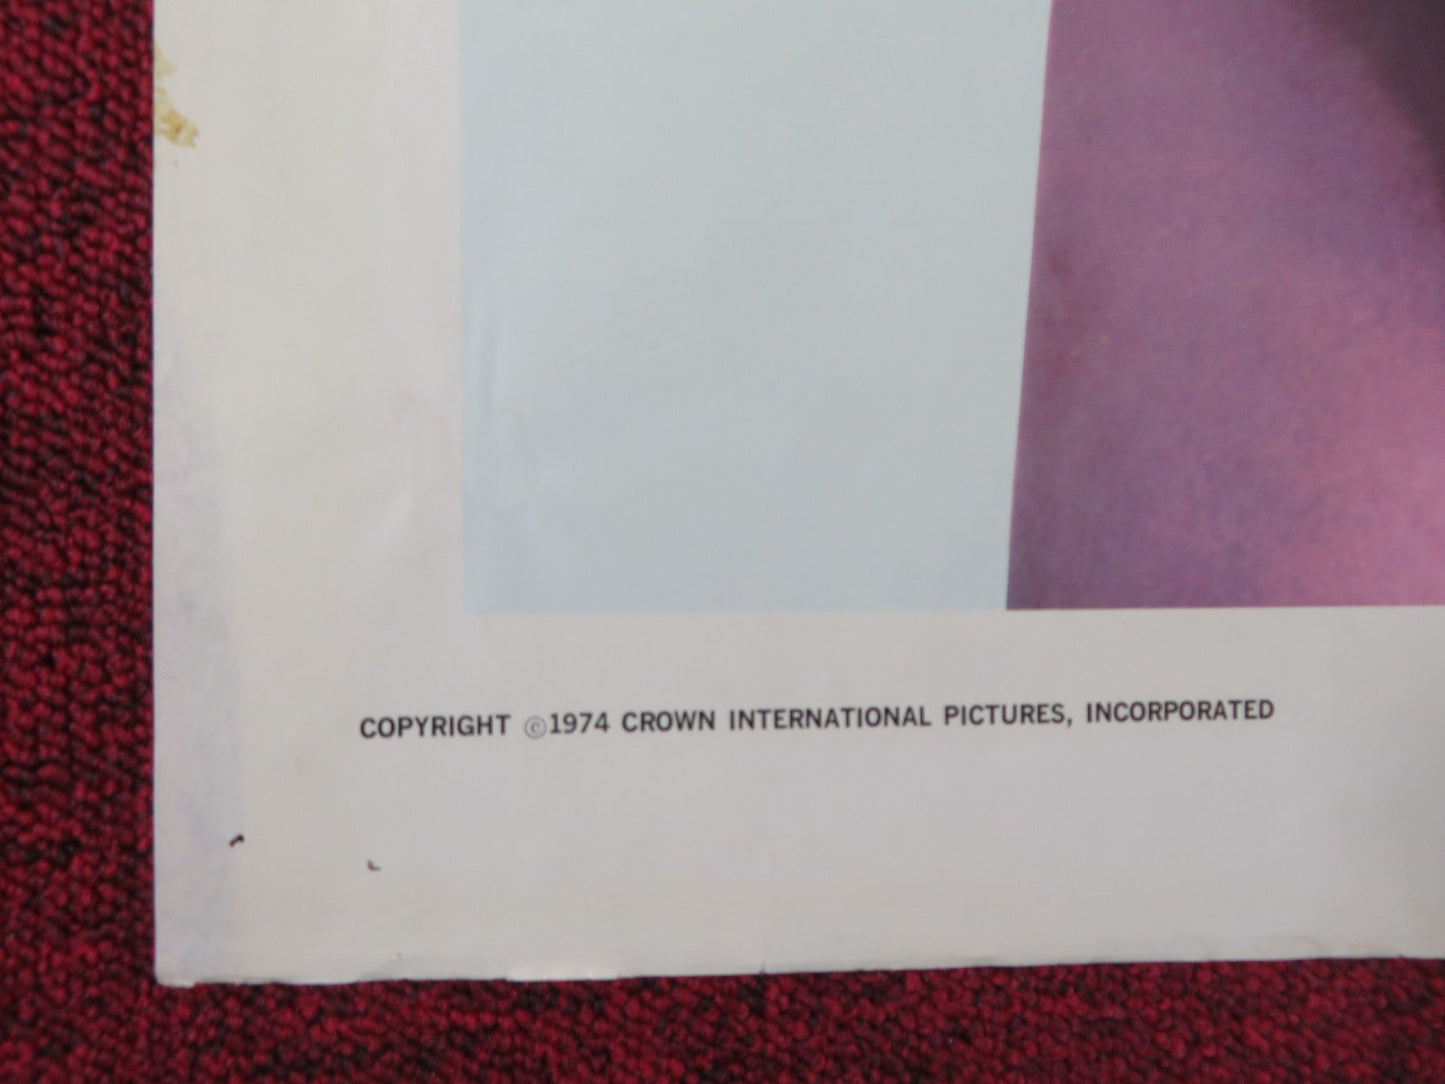 COPYRIGHT ©1974 CROWN INTERNATIONAL PICTURES, INCORPORATED